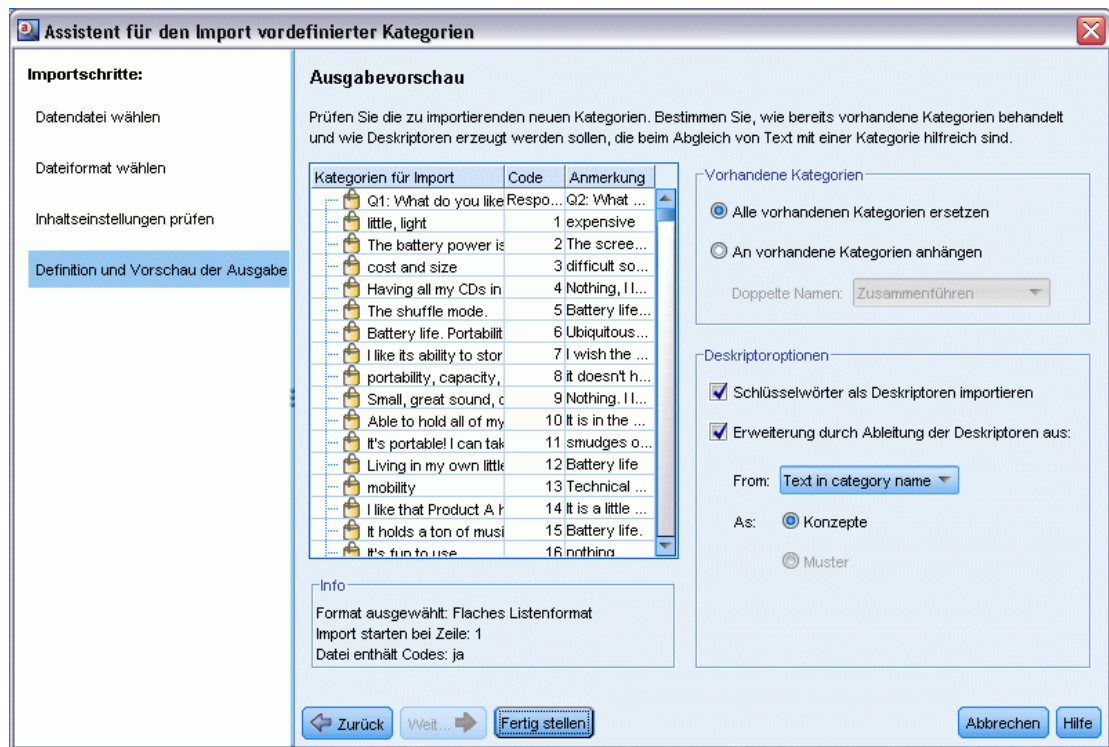 Assistent für den Import vordefinierter Kategorien
Importschritte:
Datendatei wählen
Dateiformat wählen
Inhaltseinstellungen prüfen
Definition und Vorschau der Ausgabe
Ausgabevorschau
Prüfen Sie die zu importierenden neuen Kategorien. Bestimmen Sie, wie bereits vorhandene Kategorien behandelt
und wie Deskriptoren erzeugt werden sollen, die beim Abgleich von Text mit einer Kategorie hilfreich sind.
Kategorien für Import Code Anmerkung
Q1: What do you like Respo... Q2: What ...
little, light 1 expensive
The battery power is 2 The scree...
cost and size 3 difficult so...
Having all my CDs in 4 Nothing, I l...
The shuffle mode. 5 Battery life...
Battery life. Portabilit 6 Ubiquitous...
I like its ability to stor 7 I wish the ...
portability, capacity, 8 it doesn't h...
Small, great sound, c 9 Nothing. I l...
Able to hold all of my 10 It is in the ...
It's portable! I can tak 11 smudges o...
Living in my own little 12 Battery life
mobility 13 Technical ...
I like that Product A h 14 It is a little ...
It holds a ton of musi 15 Battery life.
It's fun to use 16 nothing
Info
Format ausgewählt: Flaches Listenformat
Import starten bei Zeile: 1
Datei enthält Codes: ja
Vorhandene Kategorien
Alle vorhandenen Kategorien ersetzen
An vorhandene Kategorien anhängen
Doppelte Namen: Zusammenführen
Deskriptoroptionen
Schlüsselwörter als Deskriptoren importieren
Erweiterung durch Ableitung der Deskriptoren aus:
From: Text in category name
As: Konzepte
Muster
Zurück Weit... Fertig stellen Abbrechen Hilfe